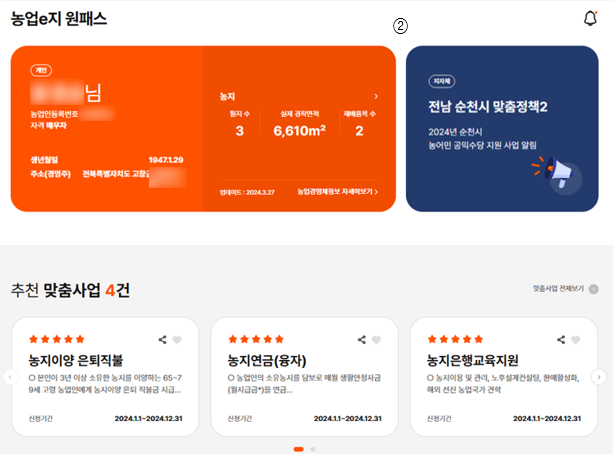 농업e지 원패스
②
개인
님
농업인등록번호
자격 배우자
생년월일 1947.1.29
주소(경영주) 전북특별자치도 고창군
농지
필지 수 실제 경작면적 재배품목 수
3 6,610m² 2
업데이트 : 2024.3.27 농업경영체정보 자세히보기 >
지자체
전남 순천시 맞춤정책2
2024년 순천시
농어민 공익수당 지원 사업 알림
추천 맞춤사업 4건
맞춤사업 전체보기
농지이양 은퇴직불
○ 본인이 3년 이상 소유한 농지를 이양하는 65~7
9세 고령 농업인에게 농지이양 은퇴 직불금 지급...
신청기간 2024.1.1~2024.12.31
농지연금(융자)
○ 농업인의 소유농지를 담보로 매월 생활안정자금
(월지급금*)을 연금...
신청기간 2024.1.1~2024.12.31
농지은행교육지원
○ 농지이용 및 관리, 노후설계컨설팅, 판매활성화,
해외 선진 농업국가 견학
신청기간 2024.1.1~2024.12.31